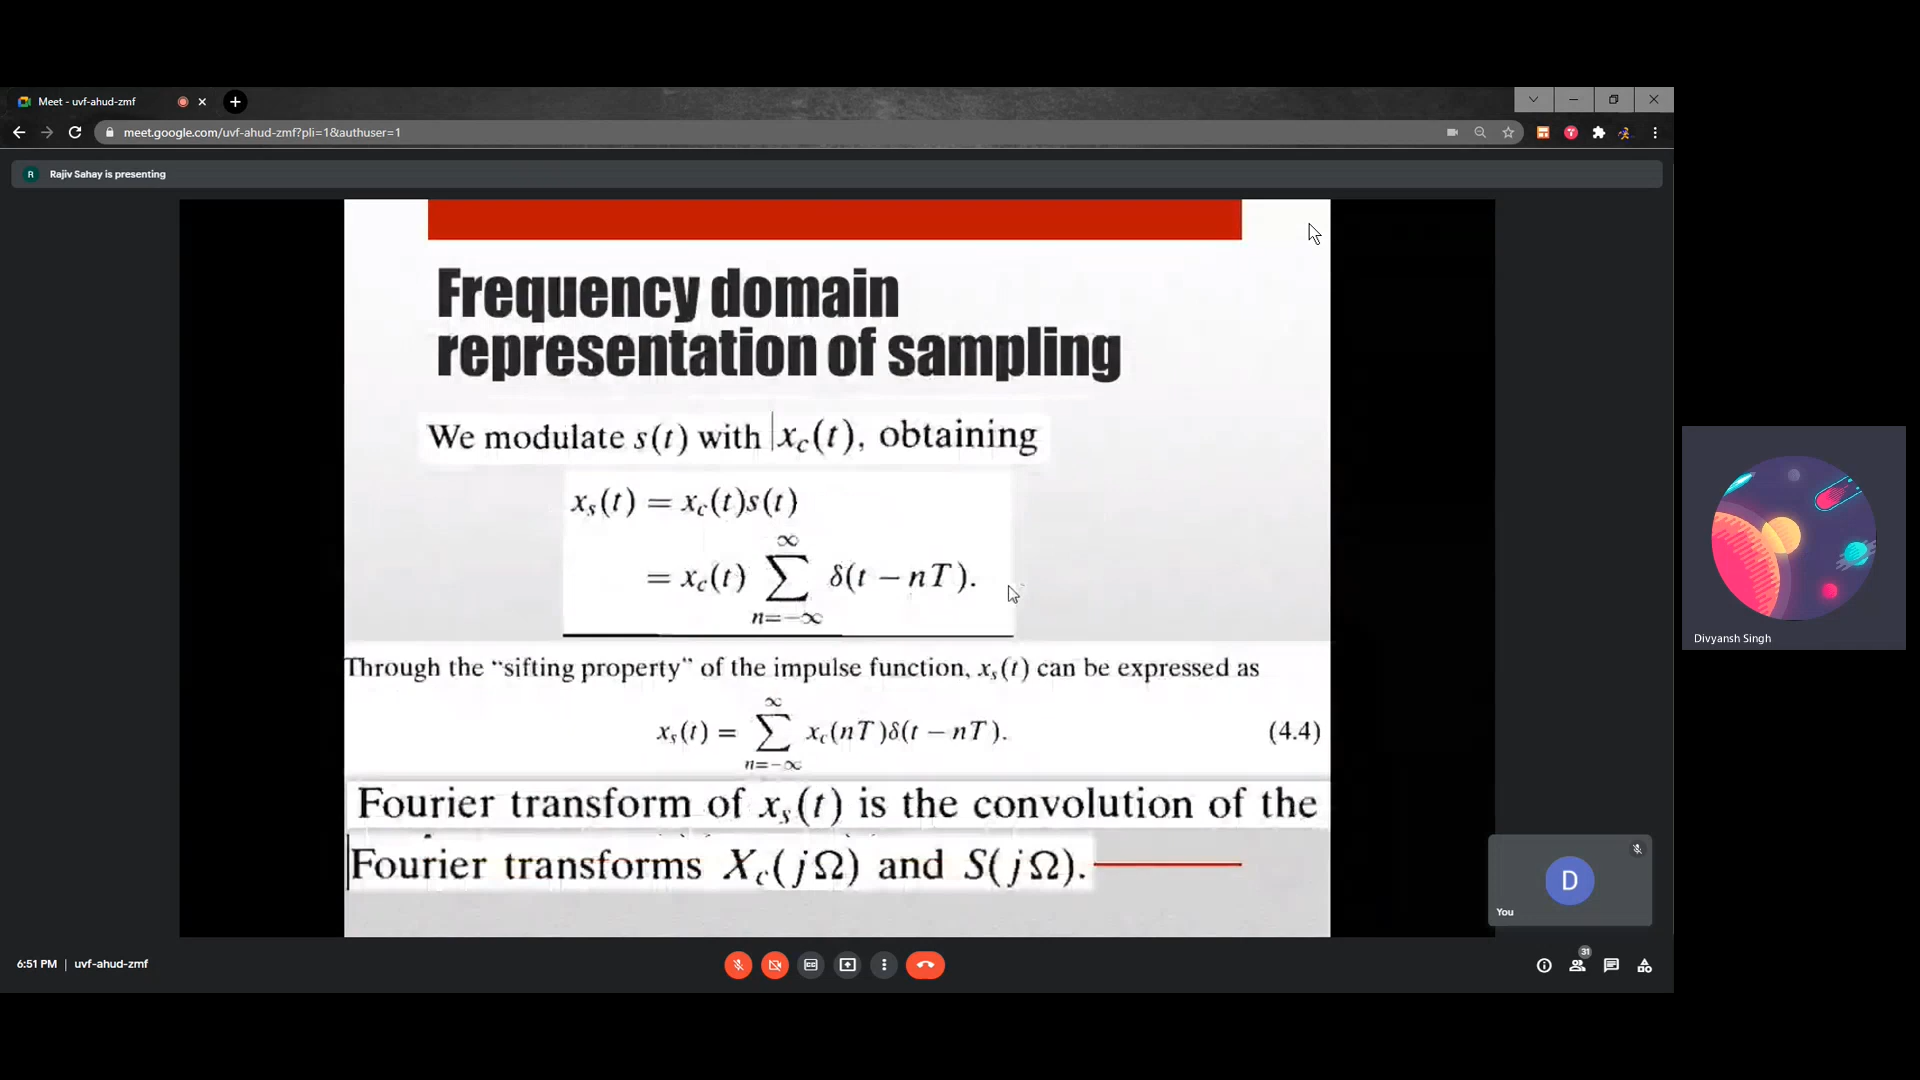 Meet - uvf-ahud-zmf
meet.google.com/uvf-ahud-zmf?pli=1&authuser=1
R Rajiv Sahay is presenting
Frequency domain
representation of sampling
We modulate s(t) with x_c(t), obtaining
x_s(t) = x_c(t)s(t)
= x_c(t) ∑_{n=-∞}^{∞} δ(t − nT).
Through the “sifting property” of the impulse function, x_s(t) can be expressed as
x_s(t) = ∑_{n=-∞}^{∞} x_c(nT)δ(t − nT). (4.4)
Fourier transform of x_s(t) is the convolution of the
Fourier transforms X_c(jΩ) and S(jΩ).
Divyansh Singh
D
You
6:51 PM | uvf-ahud-zmf
31